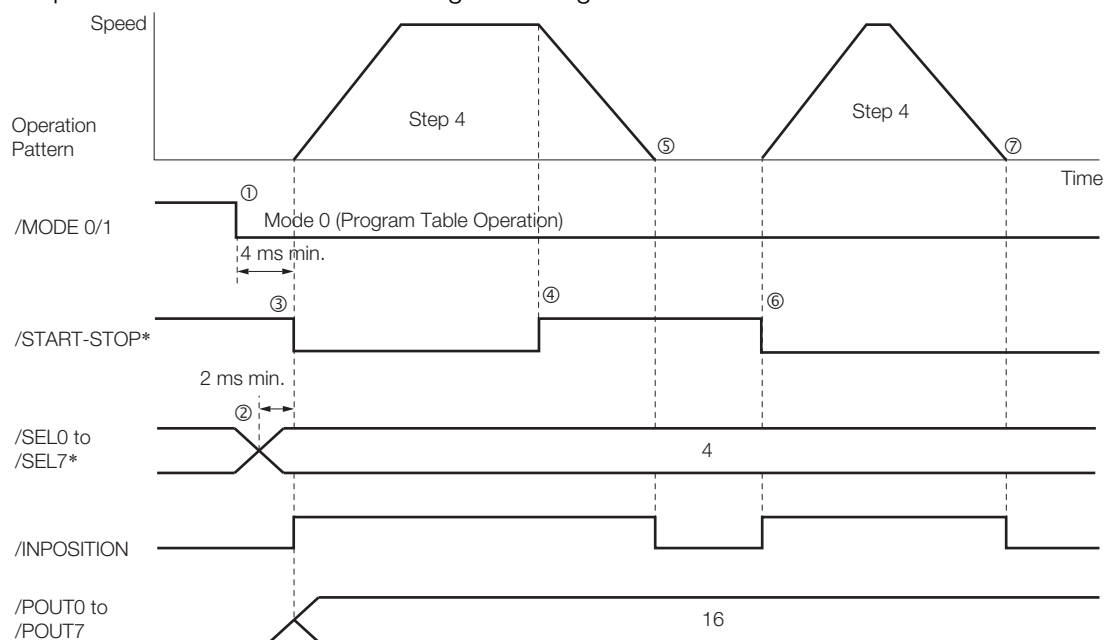 Speed
Step 4
Step 4
Operation
Pattern
⑤
⑦
Time
①
/MODE 0/1
Mode 0 (Program Table Operation)
4 ms min.
③
④
⑥
/START-STOP*
2 ms min.
②
/SEL0 to
/SEL7*
4
/INPOSITION
/POUT0 to
/POUT7
16